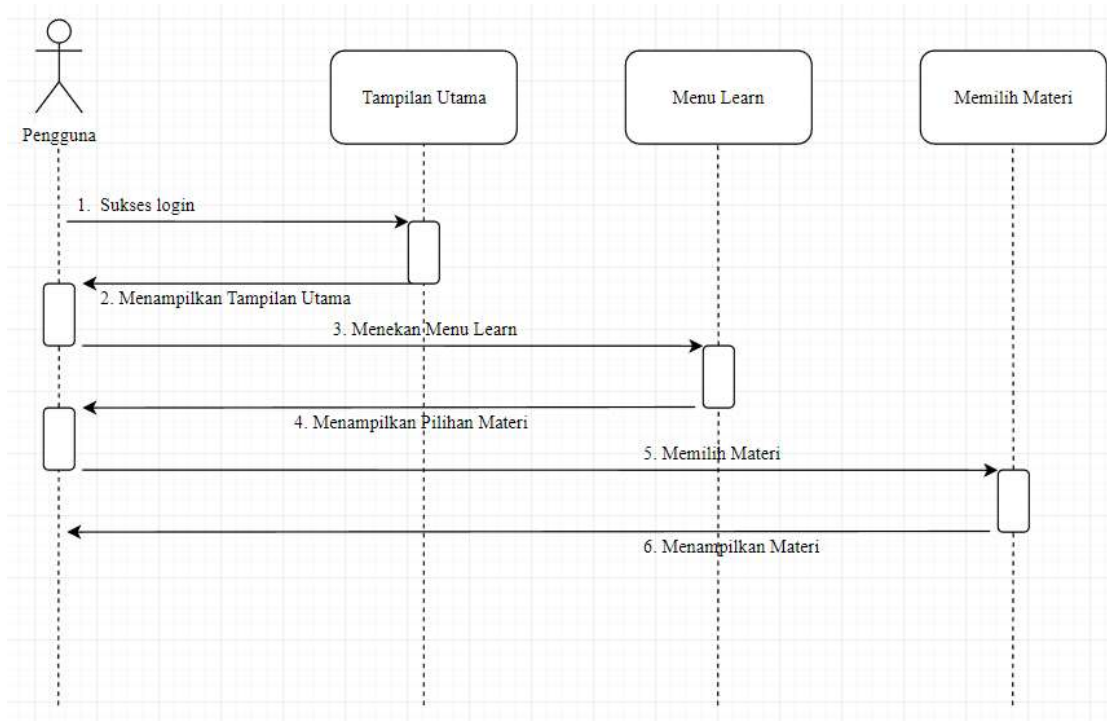 Tampilan Utama
Menu Learn
Memilih Materi
Pengguna
1. Sukses login
2. Menampilkan Tampilan Utama
3. Menekan Menu Learn
4. Menampilkan Pilihan Materi
5. Memilih Materi
6. Menampilkan Materi